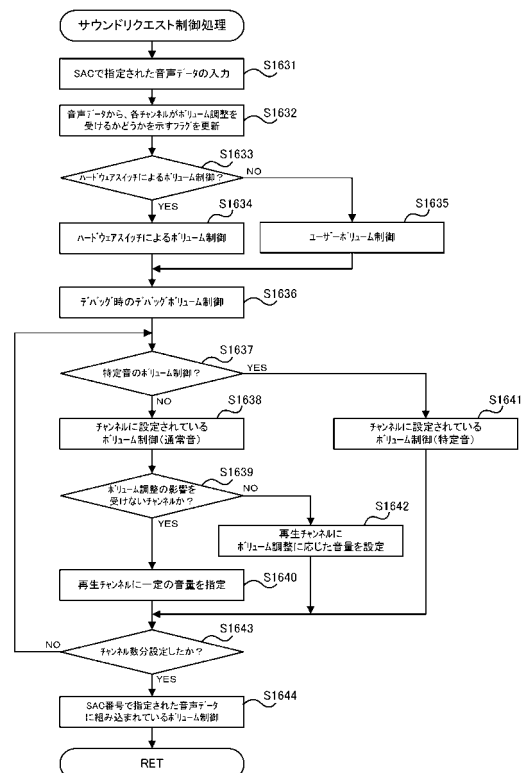 サウンドリクエスト制御処理
S1631
SACで指定された音声データの入力
S1632
音声データから、各チャンネルがボリューム調整を
受けるかどうかを示すフラグを更新
S1633
ハードウェアスイッチによるボリューム制御？
NO
YES
S1634
ハードウェアスイッチによるボリューム制御
S1635
ユーザーボリューム制御
デバッグ時のデバッグボリューム制御
S1636
S1637
特定音のボリューム制御？
YES
NO
S1638
チャンネルに設定されている
ボリューム制御（通常音）
S1641
チャンネルに設定されている
ボリューム制御（特定音）
S1639
ボリューム調整の影響を
受けないチャンネルか？
NO
YES
S1642
再生チャンネルに
ボリューム調整に応じた音量を設定
再生チャンネルに一定の音量を指定
S1640
S1643
NO
チャンネル数分設定したか？
YES
S1644
SAC番号で指定された音声データ
に組み込まれているボリューム制御
RET